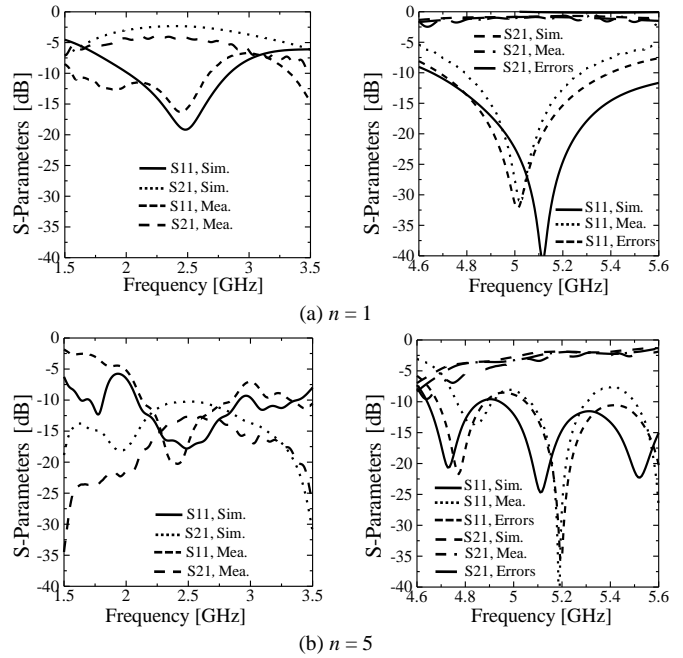 S-Parameters [dB]
0
-5
-10
-15
-20
-25
-30
-35
-40
S11, Sim.
S21, Sim.
S11, Mea.
S21, Mea.
1.5 2 2.5 3 3.5
Frequency [GHz]
S-Parameters [dB]
0
-5
-10
-15
-20
-25
-30
-35
-40
S21, Sim.
S21, Mea.
S21, Errors
S11, Sim.
S11, Mea.
S11, Errors
4.6 4.8 5 5.2 5.4 5.6
Frequency [GHz]
(a) n = 1
S-Parameters [dB]
0
-5
-10
-15
-20
-25
-30
-35
-40
S11, Sim.
S21, Sim.
S11, Mea.
S21, Mea.
1.5 2 2.5 3 3.5
Frequency [GHz]
S-Parameters [dB]
0
-5
-10
-15
-20
-25
-30
-35
-40
S11, Sim.
S11, Mea.
S11, Errors
S21, Sim.
S21, Mea.
S21, Errors
4.6 4.8 5 5.2 5.4 5.6
Frequency [GHz]
(b) n = 5